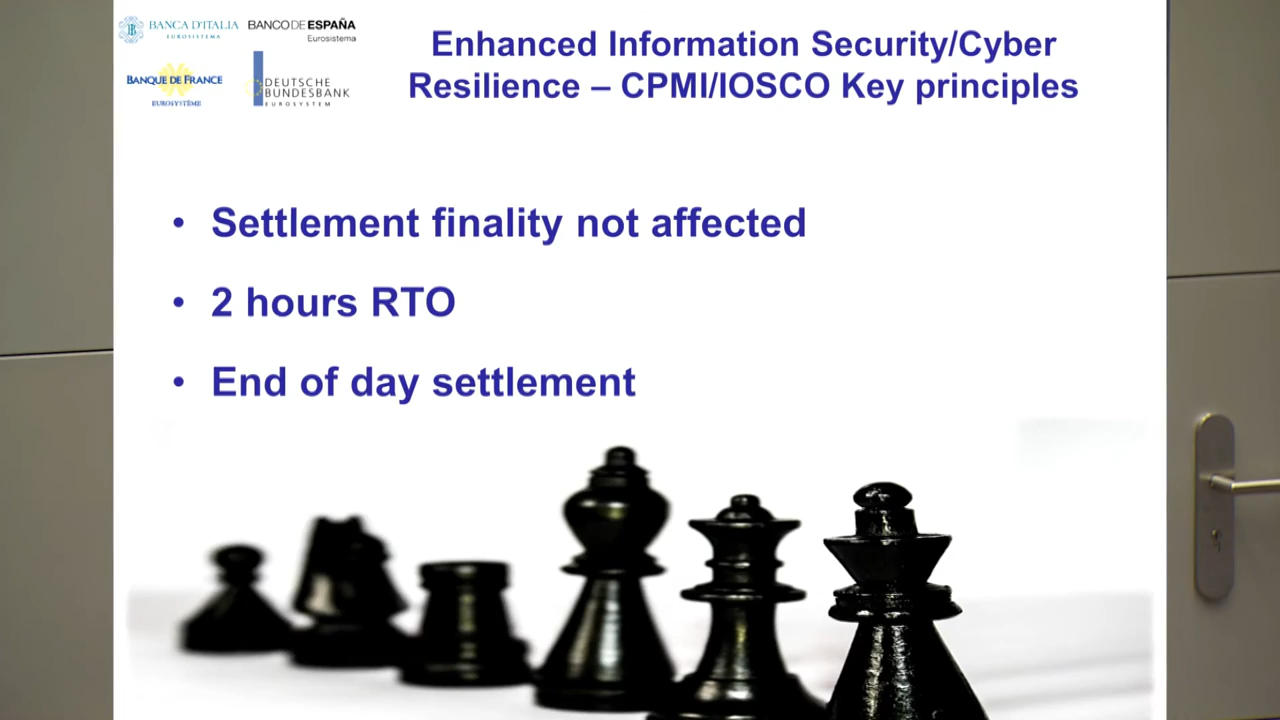 BANCA D'ITALIA
EUROSISTEMA
BANCO DE ESPAÑA
Eurosistema
BANQUE DE FRANCE
EUROSYSTÈME
DEUTSCHE
BUNDESBANK
EUROSYSTEM
Enhanced Information Security/Cyber
Resilience – CPMI/IOSCO Key principles
• Settlement finality not affected
• 2 hours RTO
• End of day settlement